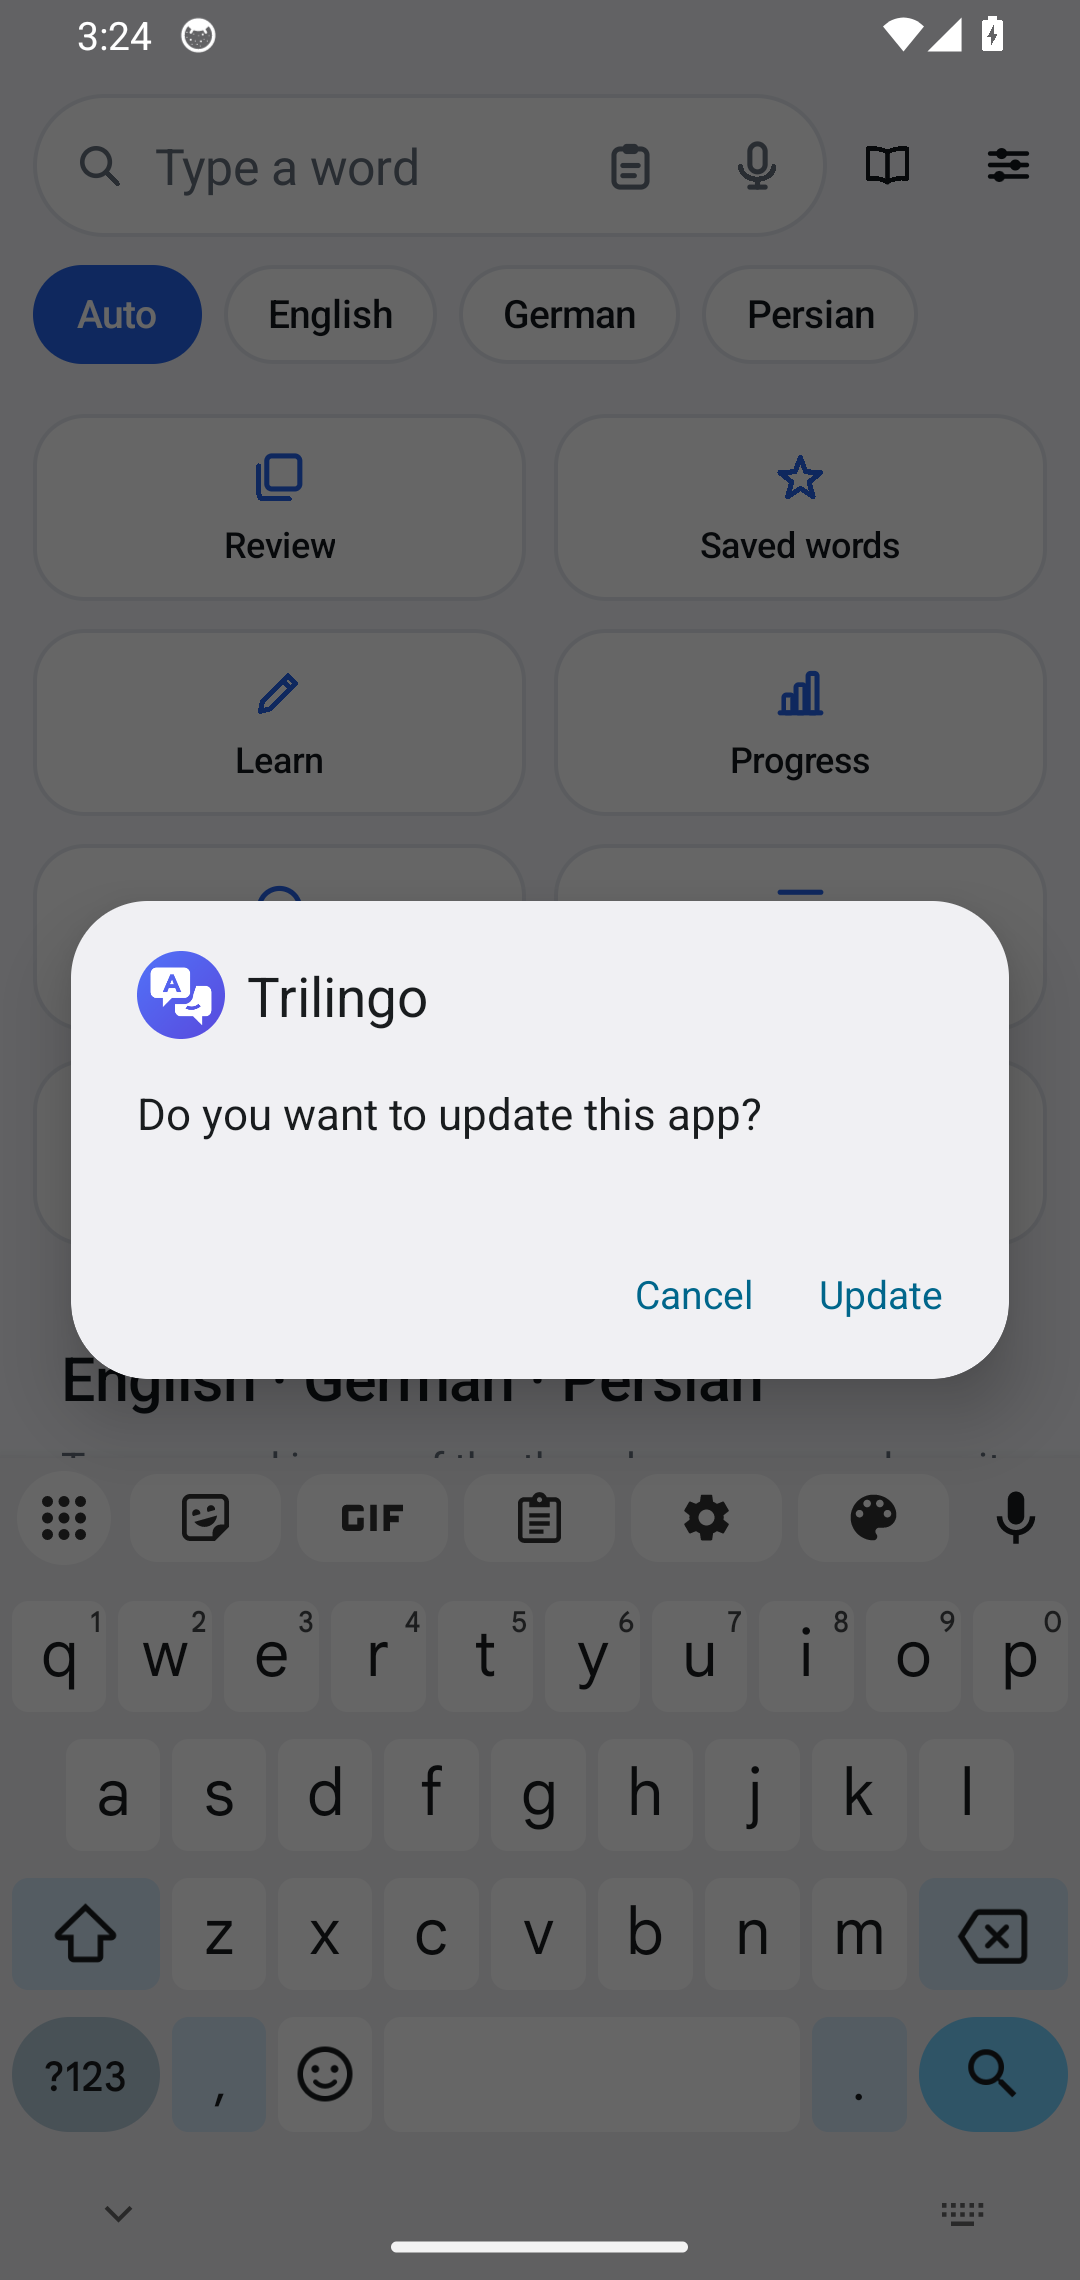 3:24
Type a word
Auto English German Persian
Review Saved words
Learn Progress
Trilingo
Do you want to update this app?
Cancel Update
English · German · Persian
GIF
q 1 w 2 e 3 r 4 t 5 y 6 u 7 i 8 o 9 p 0
a s d f g h j k l
z x c v b n m
?123 , .